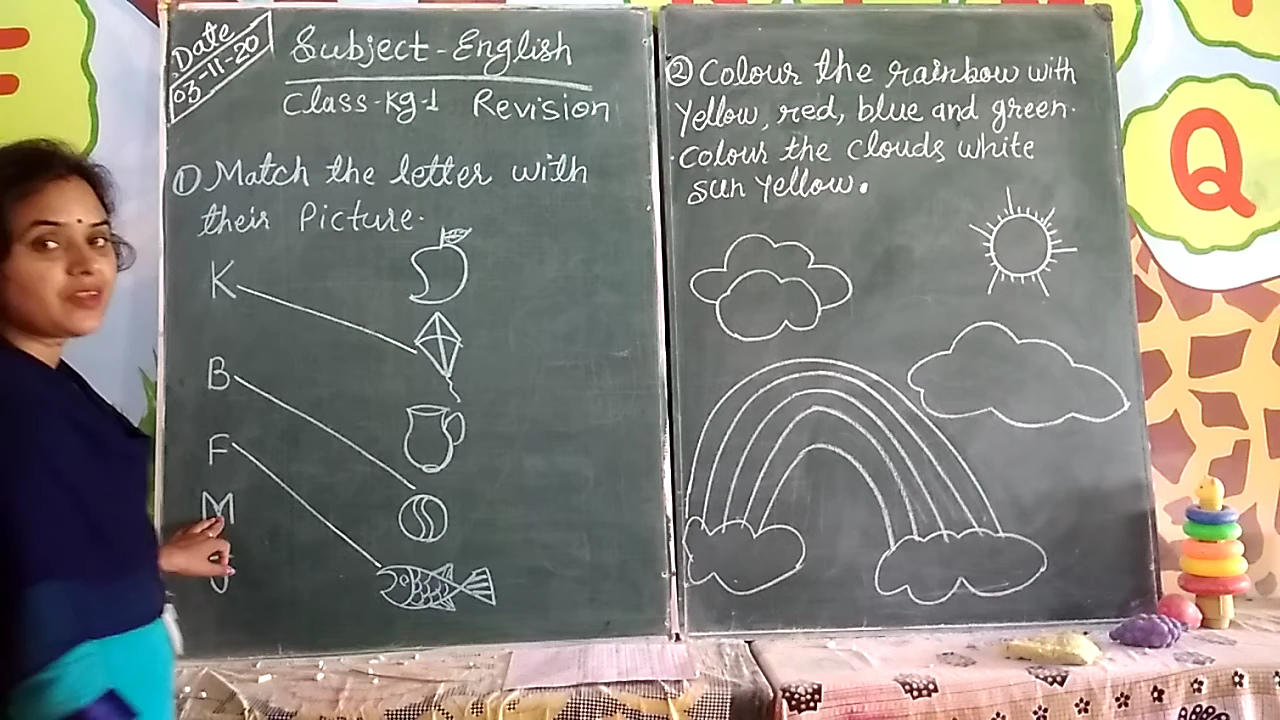 Date
03-11-20
Subject-English
Class-Kg-1 Revision
① Match the letter with
their Picture.
K
B
F
M
J
② Colour the rainbow with
Yellow, red, blue and green.
Colour the clouds white
sun Yellow.
Q